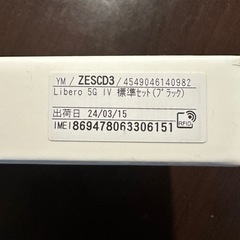 YM / ZESCD3 / 4549046140982
Libero 5G IV 標準セット(ブラック)
出荷日 24/03/15
IMEI 869478063306151
RFID